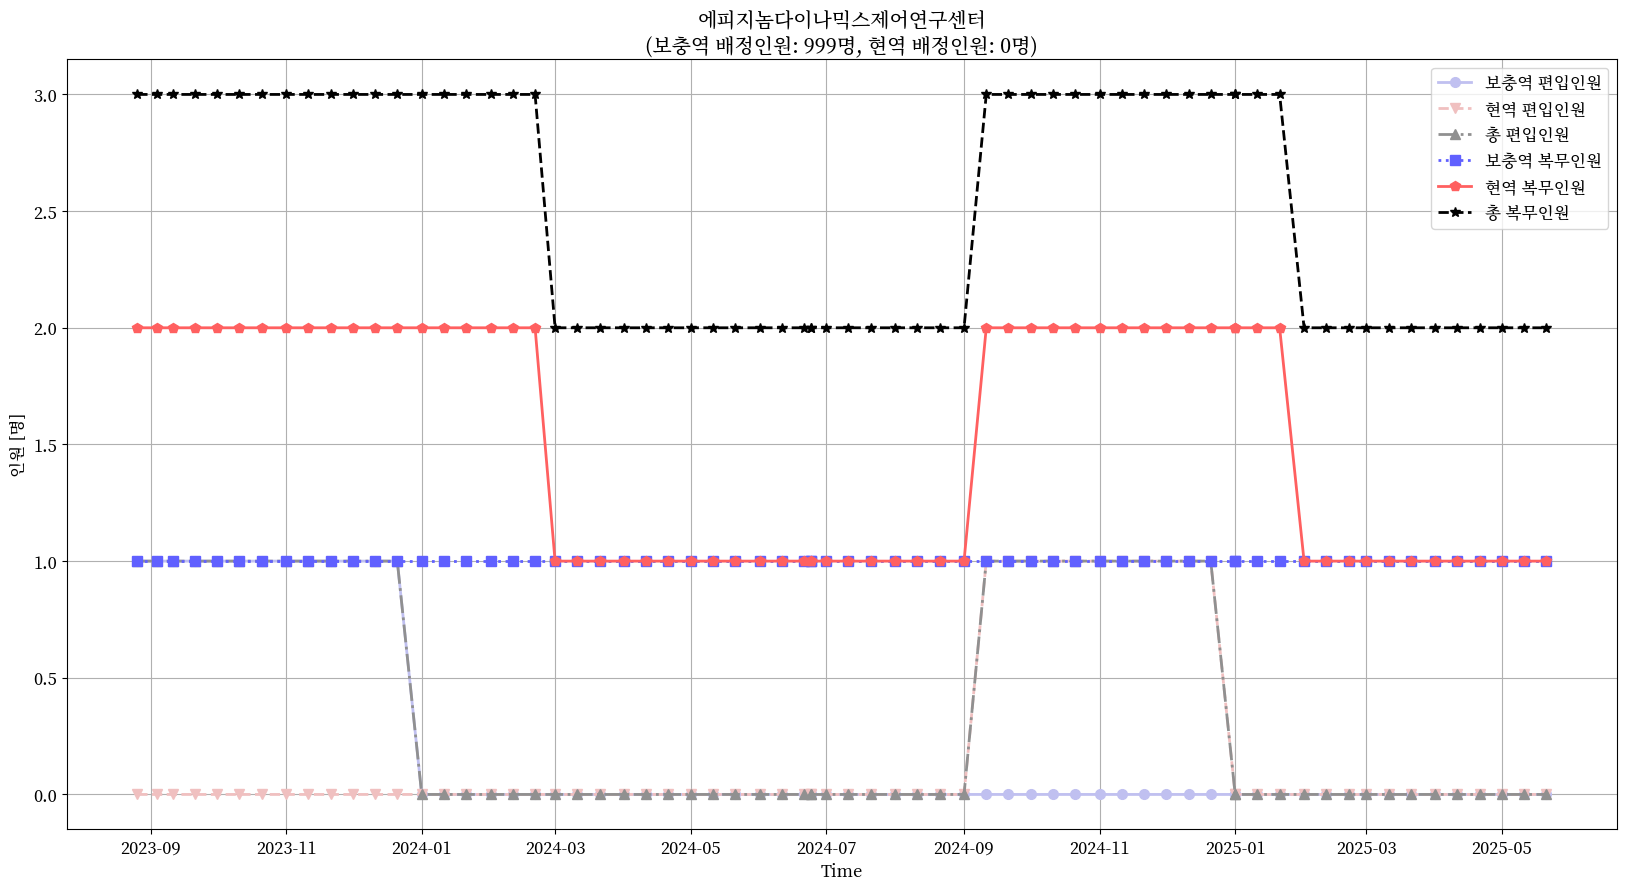 에피지놈다이나믹스제어연구센터
(보충역 배정인원: 999명, 현역 배정인원: 0명)
보충역 편입인원
현역 편입인원
총 편입인원
보충역 복무인원
현역 복무인원
총 복무인원
인원 [명]
3.0
2.5
2.0
1.5
1.0
0.5
0.0
2023-09
2023-11
2024-01
2024-03
2024-05
2024-07
2024-09
2024-11
2025-01
2025-03
2025-05
Time